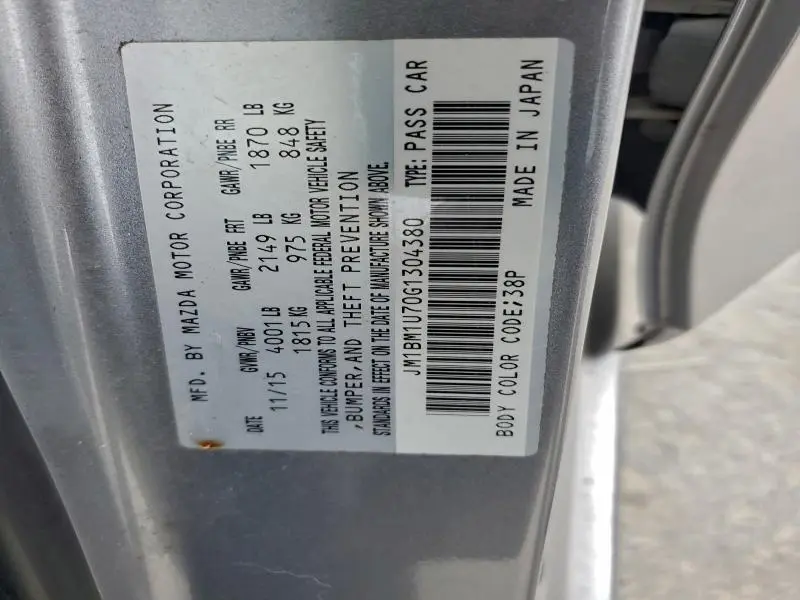 MFD. BY MAZDA MOTOR CORPORATION
DATE GVWR/PNBV GAWR/PNBE FRT GAWR/PNBE RR
11/15 4001 LB 2149 LB 1870 LB
1815 KG 975 KG 848 KG
THIS VEHICLE CONFORMS TO ALL APPLICABLE FEDERAL MOTOR VEHICLE SAFETY
,BUMPER,AND THEFT PREVENTION
STANDARDS IN EFFECT ON THE DATE OF MANUFACTURE SHOWN ABOVE.
JM1BM1U70G1304380 TYPE: PASS CAR
BODY COLOR CODE;38P MADE IN JAPAN